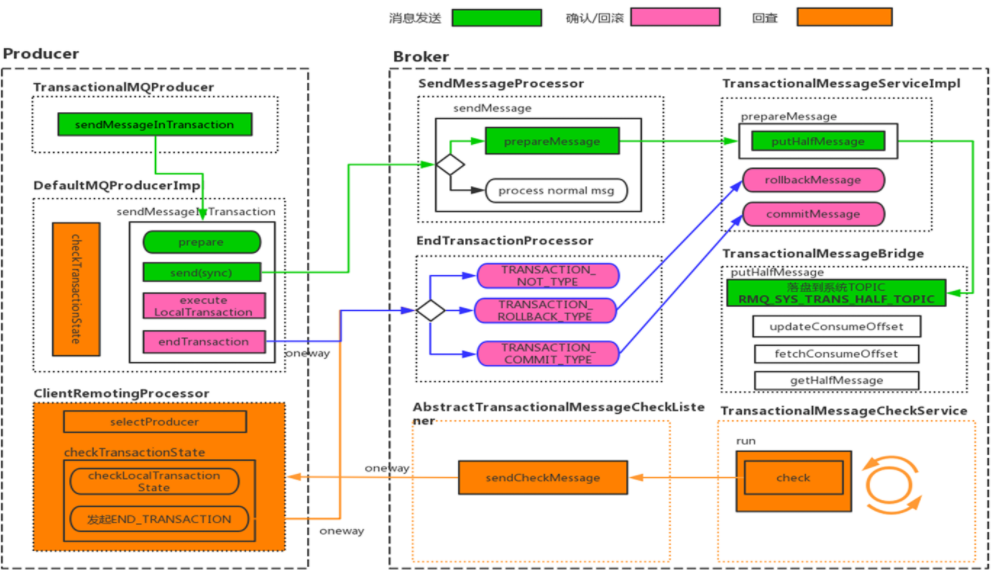 消息发送
确认/回滚
回查
Producer
TransactionalMQProducer
sendMessageInTransaction
DefaultMQProducerImp
sendMessageInTransaction
checkTransactionState
prepare
send(sync)
execute
LocalTransaction
endTransaction
oneway
ClientRemotingProcessor
selectProducer
checkTransactionState
checkLocalTransaction
State
发起END_TRANSACTION
oneway
oneway
Broker
SendMessageProcessor
sendMessage
prepareMessage
process normal msg
EndTransactionProcessor
TRANSACTION_
NOT_TYPE
TRANSACTION_
ROLLBACK_TYPE
TRANSACTION_
COMMIT_TYPE
AbstractTransactionalMessageCheckListe
ner
sendCheckMessage
TransactionalMessageServiceImpl
prepareMessage
putHalfMessage
rollbackMessage
commitMessage
TransactionalMessageBridge
putHalfMessage
落盘到系统TOPIC
RMQ_SYS_TRANS_HALF_TOPIC
updateConsumeOffset
fetchConsumeOffset
getHalfMessage
TransactionalMessageCheckService
run
check